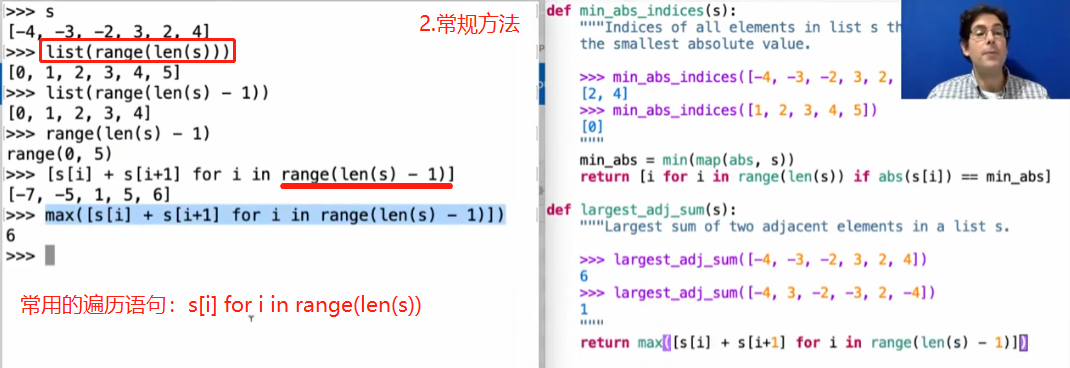 >>> s
[-4, -3, -2, 3, 2, 4]
>>> list(range(len(s)))
[0, 1, 2, 3, 4, 5]
>>> list(range(len(s) - 1))
[0, 1, 2, 3, 4]
>>> range(len(s) - 1)
range(0, 5)
>>> [s[i] + s[i+1] for i in range(len(s) - 1)]
[-7, -5, 1, 5, 6]
>>> max([s[i] + s[i+1] for i in range(len(s) - 1)])
6
>>>
2.常规方法
常用的遍历语句：s[i] for i in range(len(s))
def min_abs_indices(s):
"""Indices of all elements in list s th
the smallest absolute value.
>>> min_abs_indices([-4, -3, -2, 3, 2,
[2, 4]
>>> min_abs_indices([1, 2, 3, 4, 5])
[0]
"""
min_abs = min(map(abs, s))
return [i for i in range(len(s)) if abs(s[i]) == min_abs]
def largest_adj_sum(s):
"""Largest sum of two adjacent elements in a list s.
>>> largest_adj_sum([-4, -3, -2, 3, 2, 4])
6
>>> largest_adj_sum([-4, 3, -2, -3, 2, -4])
1
"""
return max([s[i] + s[i+1] for i in range(len(s) - 1)])